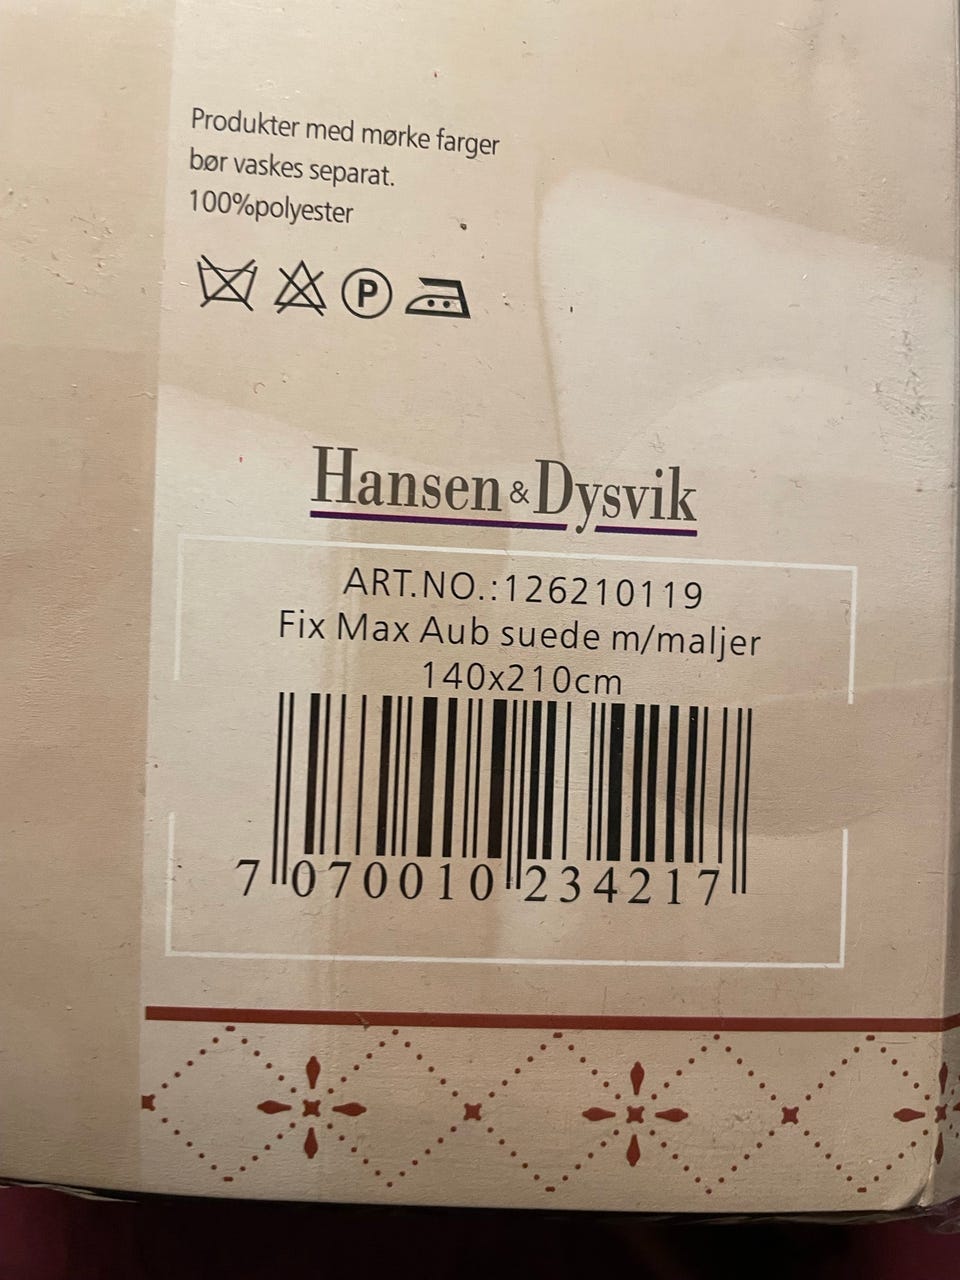 Produkter med mørke farger
bør vaskes separat.
100%polyester
P
Hansen & Dysvik
ART.NO.:126210119
Fix Max Aub suede m/maljer
140x210cm
7 070010 234217